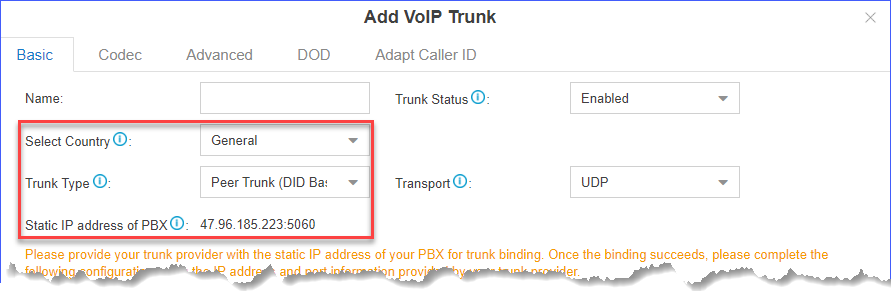 Add VoIP Trunk
Basic Codec Advanced DOD Adapt Caller ID
Name: Trunk Status: Enabled
Select Country: General
Trunk Type: Peer Trunk (DID Bas Transport: UDP
Static IP address of PBX: 47.96.185.223:5060
Please provide your trunk provider with the static IP address of your PBX for trunk binding. Once the binding succeeds, please complete the
following configuration the IP address and port information provided by your trunk provider.